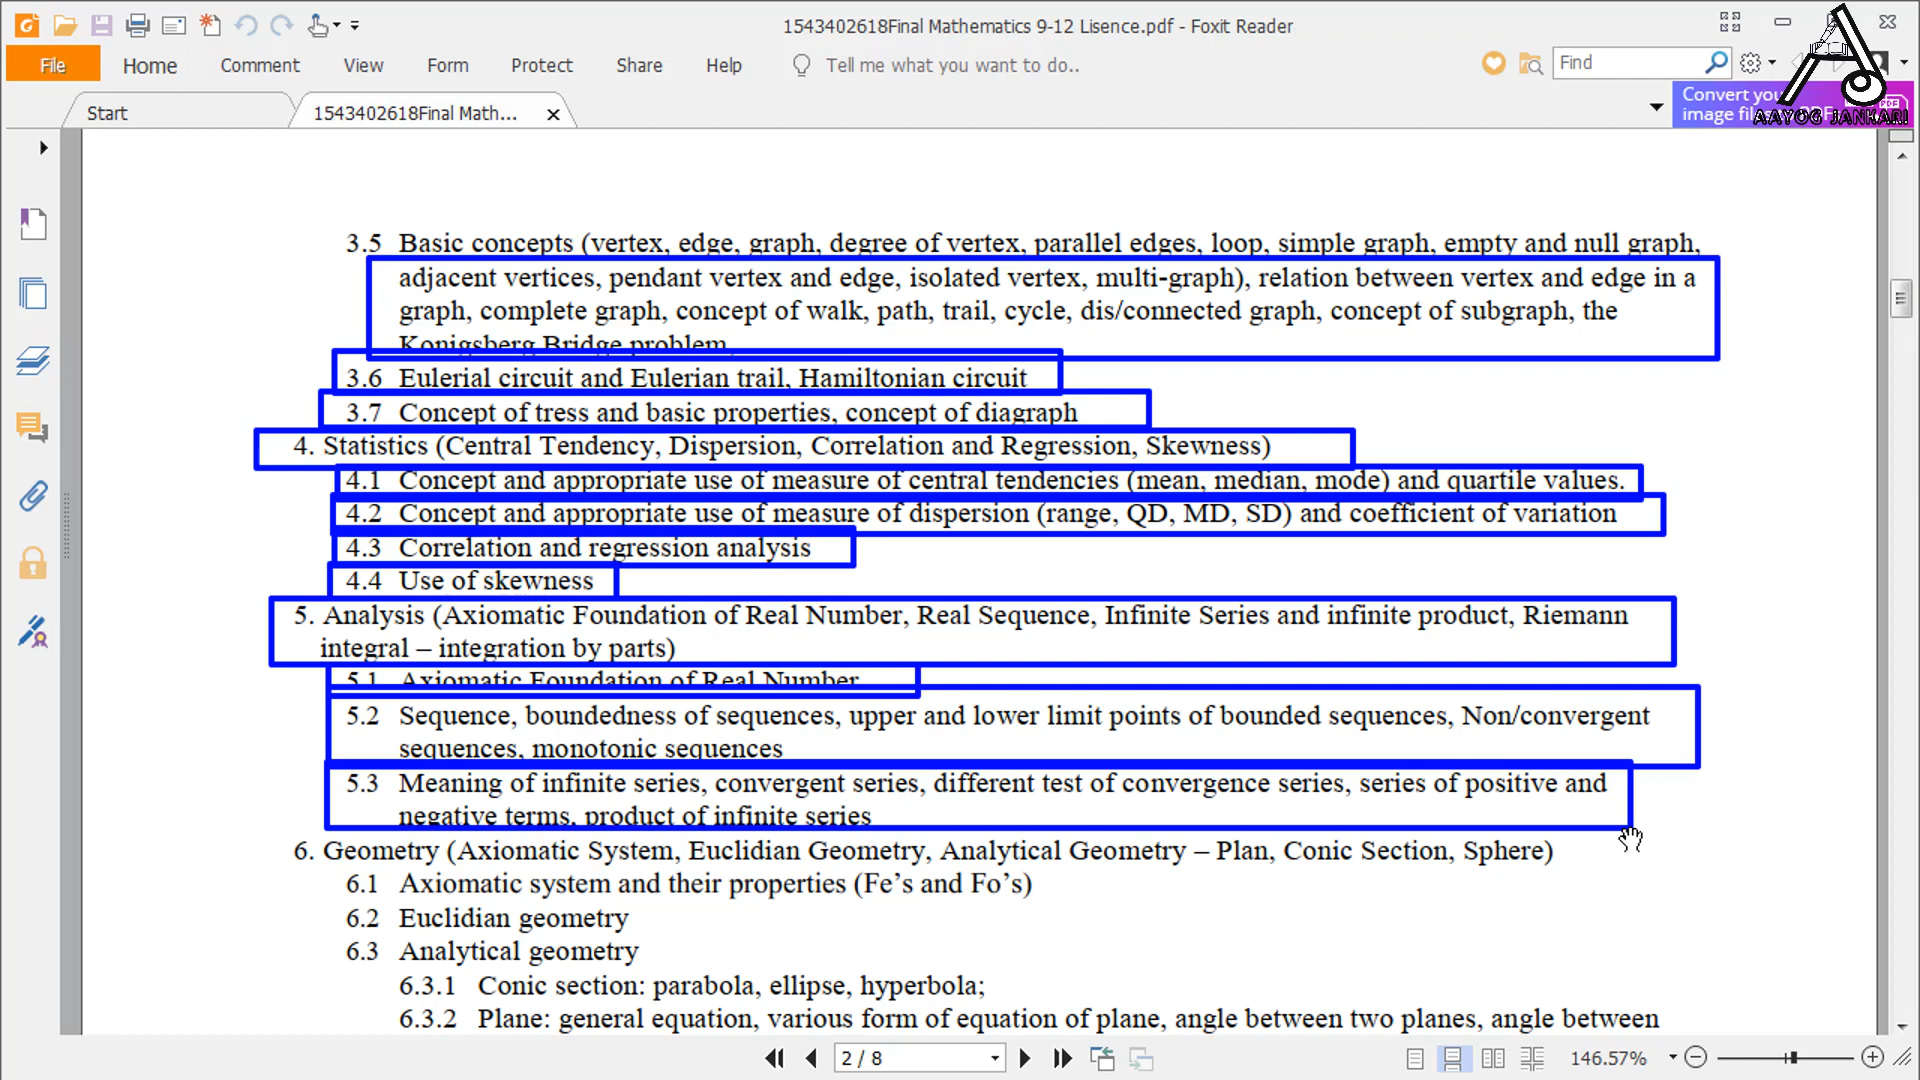 1543402618Final Mathematics 9-12 Lisence.pdf - Foxit Reader
File Home Comment View Form Protect Share Help Tell me what you want to do.. Find
Start 1543402618Final Math...
Convert you
image file PDF
AAYOG JANKARI
3.5 Basic concepts (vertex, edge, graph, degree of vertex, parallel edges, loop, simple graph, empty and null graph,
adjacent vertices, pendant vertex and edge, isolated vertex, multi-graph), relation between vertex and edge in a
graph, complete graph, concept of walk, path, trail, cycle, dis/connected graph, concept of subgraph, the
Konigsberg Bridge problem
3.6 Eulerial circuit and Eulerian trail, Hamiltonian circuit
3.7 Concept of tress and basic properties, concept of diagraph
4. Statistics (Central Tendency, Dispersion, Correlation and Regression, Skewness)
4.1 Concept and appropriate use of measure of central tendencies (mean, median, mode) and quartile values.
4.2 Concept and appropriate use of measure of dispersion (range, QD, MD, SD) and coefficient of variation
4.3 Correlation and regression analysis
4.4 Use of skewness
5. Analysis (Axiomatic Foundation of Real Number, Real Sequence, Infinite Series and infinite product, Riemann
integral – integration by parts)
5.1 Axiomatic Foundation of Real Number
5.2 Sequence, boundedness of sequences, upper and lower limit points of bounded sequences, Non/convergent
sequences, monotonic sequences
5.3 Meaning of infinite series, convergent series, different test of convergence series, series of positive and
negative terms, product of infinite series
6. Geometry (Axiomatic System, Euclidian Geometry, Analytical Geometry – Plan, Conic Section, Sphere)
6.1 Axiomatic system and their properties (Fe’s and Fo’s)
6.2 Euclidian geometry
6.3 Analytical geometry
6.3.1 Conic section: parabola, ellipse, hyperbola;
6.3.2 Plane: general equation, various form of equation of plane, angle between two planes, angle between
2 / 8 146.57%